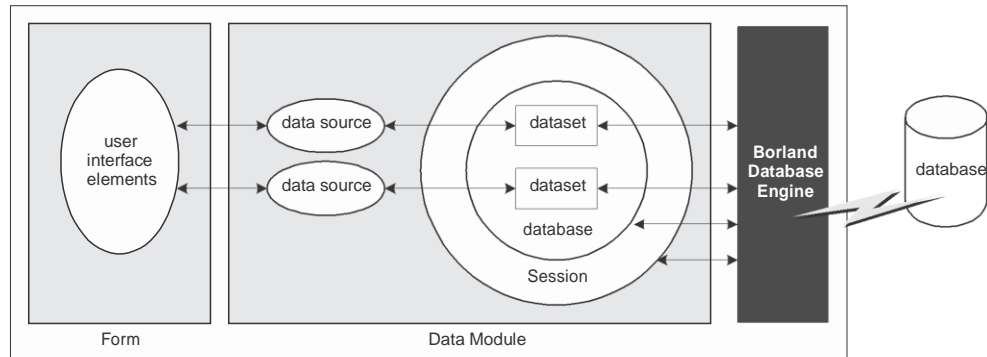 user
interface
elements
data source
data source
dataset
dataset
database
Session
Borland
Database
Engine
database
Form
Data Module